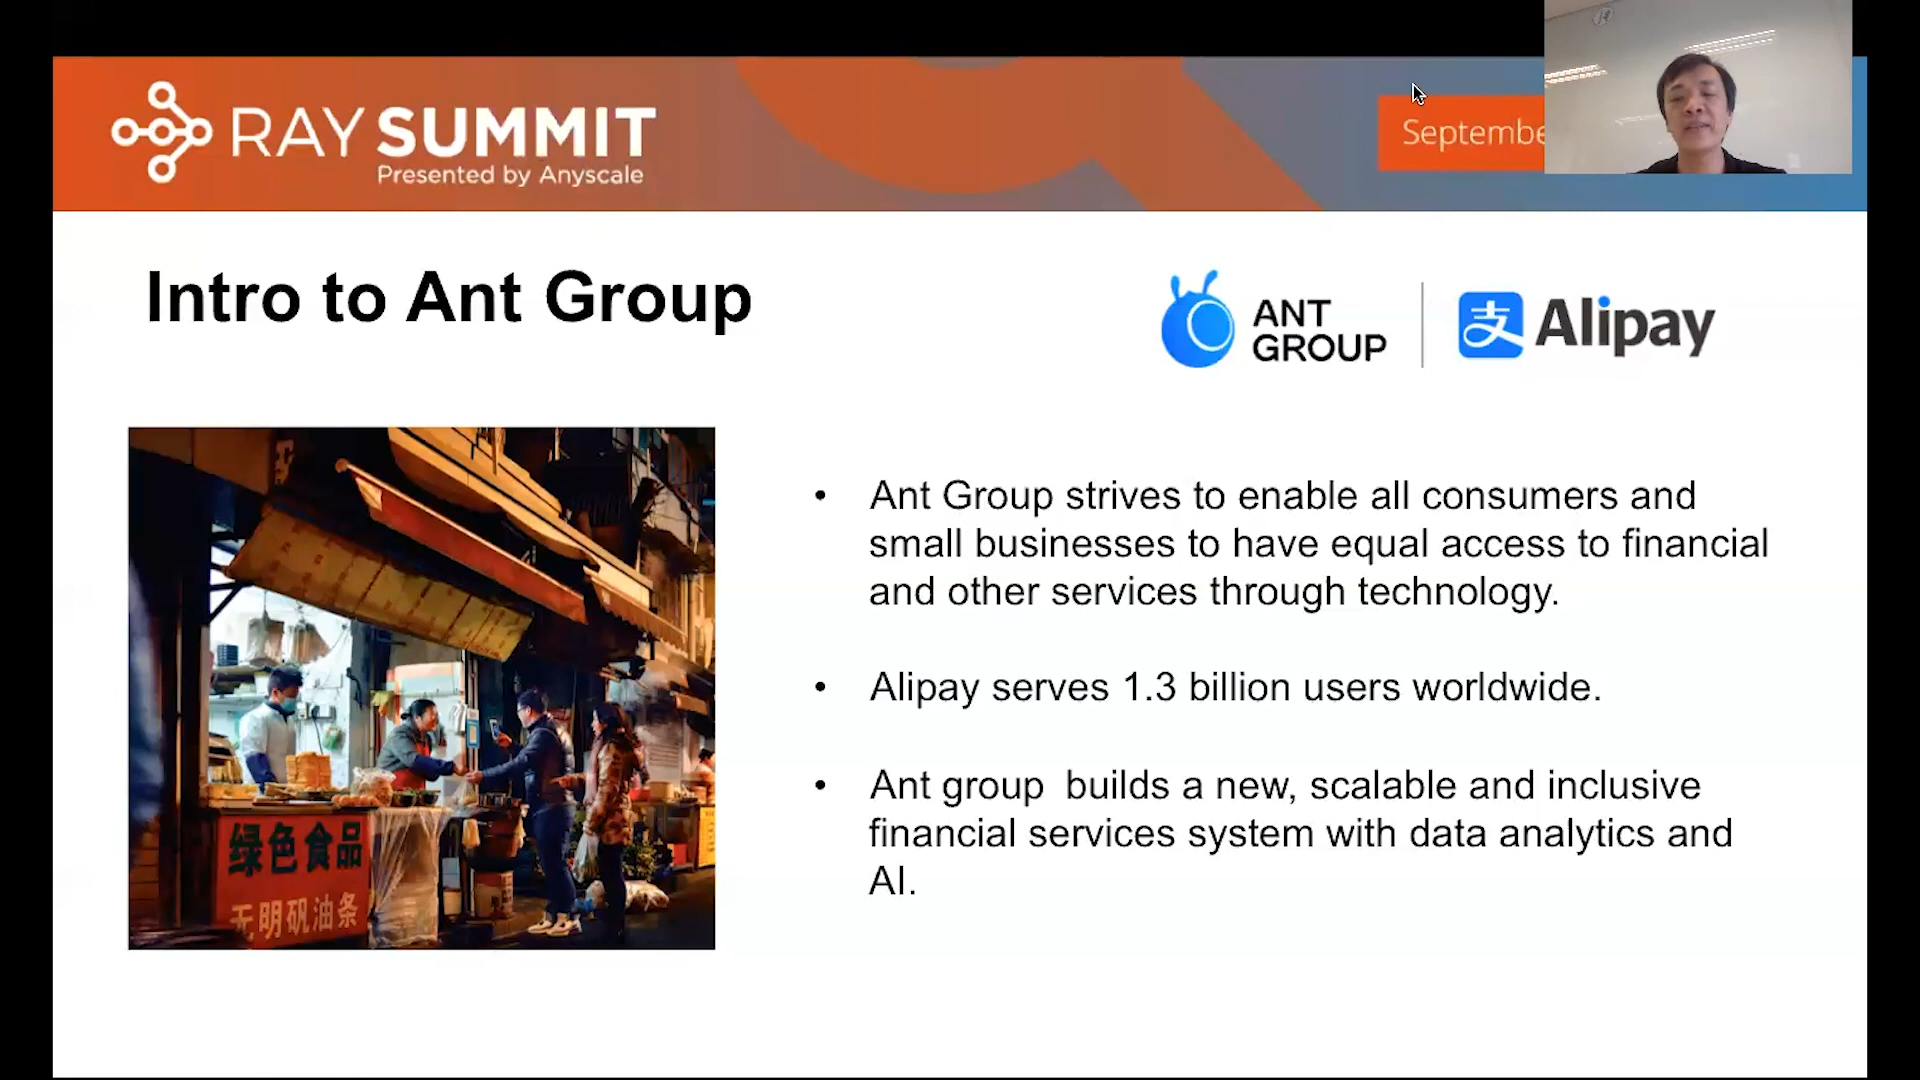 RAY SUMMIT
Presented by Anyscale
Intro to Ant Group
ANT
GROUP
支 Alipay
• Ant Group strives to enable all consumers and
small businesses to have equal access to financial
and other services through technology.
• Alipay serves 1.3 billion users worldwide.
• Ant group builds a new, scalable and inclusive
financial services system with data analytics and
AI.
绿色食品
无明矾油条